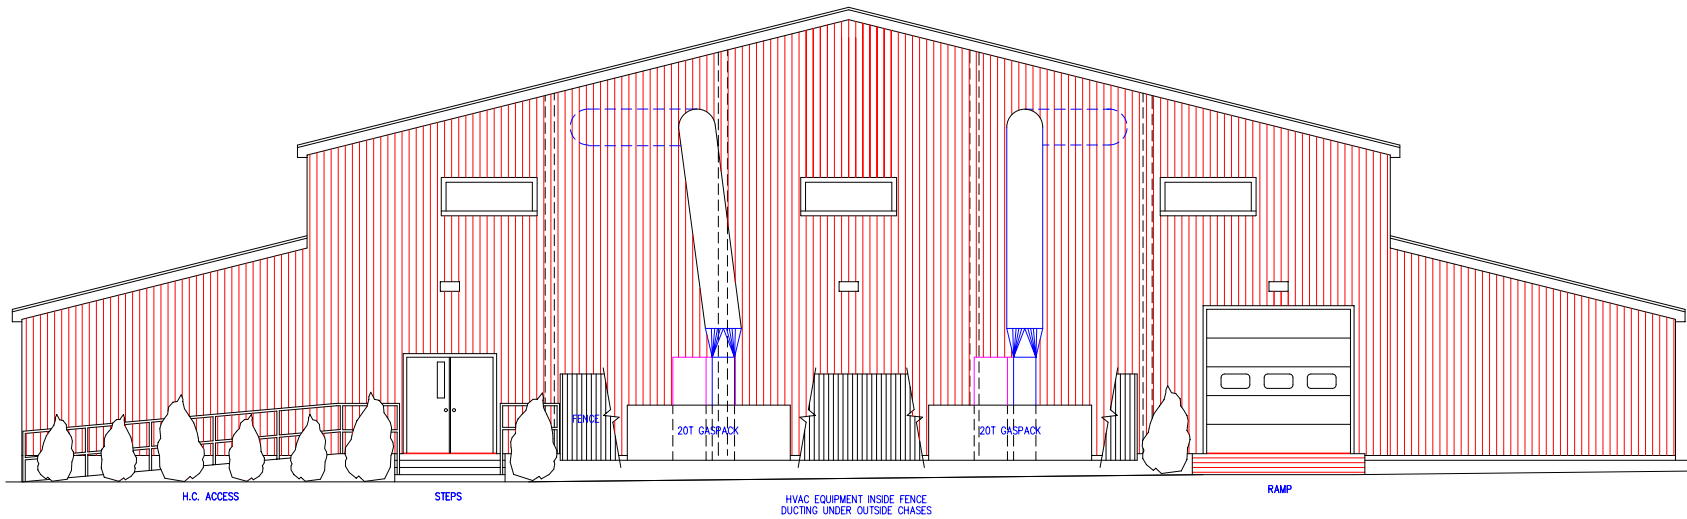 FENCE
20T GASPACK
20T GASPACK
H.C. ACCESS
STEPS
RAMP
HVAC EQUIPMENT INSIDE FENCE
DUCTING UNDER OUTSIDE CHASES